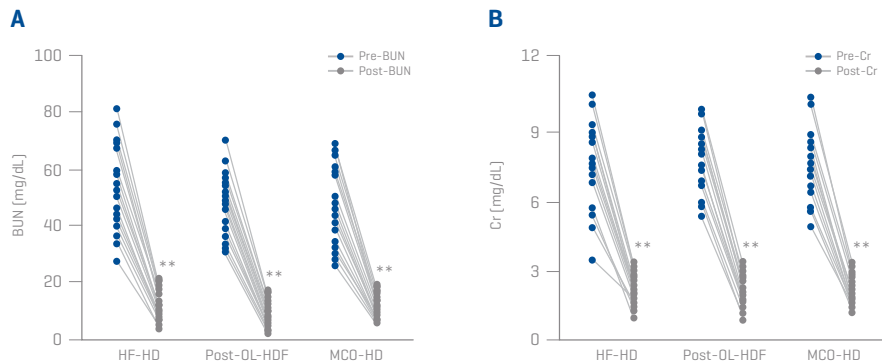 A
BUN [mg/dL]
100
80
60
40
20
0
Pre-BUN
Post-BUN
**
**
**
HF-HD
Post-OL-HDF
MCO-HD
B
Cr [mg/dL]
12
9
6
3
0
Pre-Cr
Post-Cr
**
**
**
HF-HD
Post-OL-HDF
MCO-HD